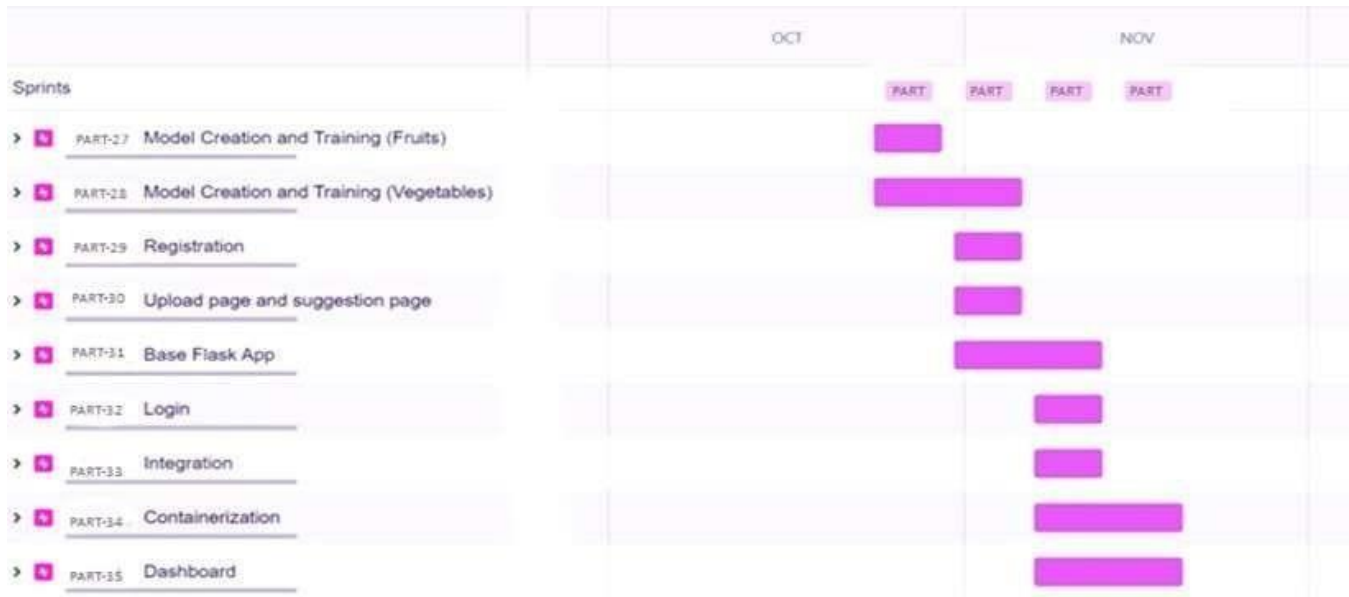 OCT NOV
Sprints PART PART PART PART
PART-27 Model Creation and Training (Fruits)
PART-28 Model Creation and Training (Vegetables)
PART-29 Registration
PART-30 Upload page and suggestion page
PART-31 Base Flask App
PART-32 Login
PART-33 Integration
PART-34 Containerization
PART-35 Dashboard